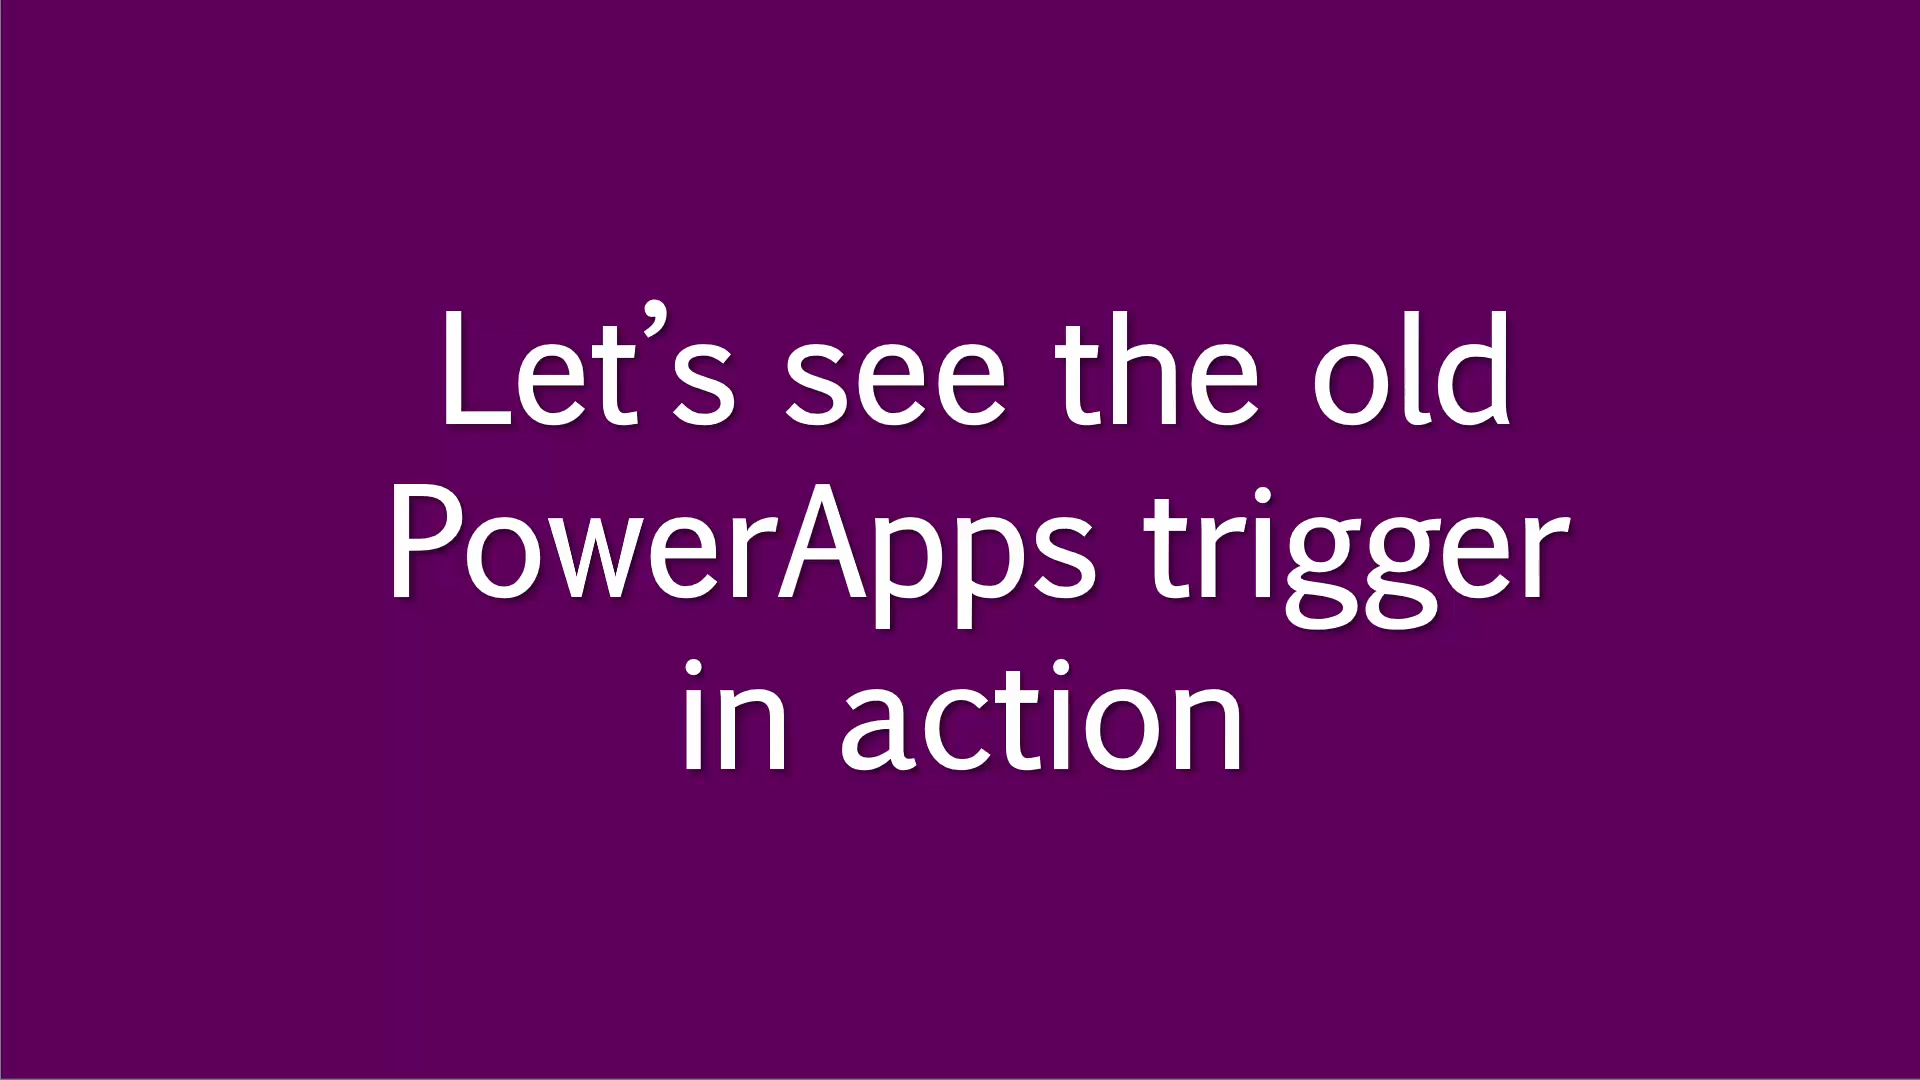 Let’s see the old
PowerApps trigger
in action